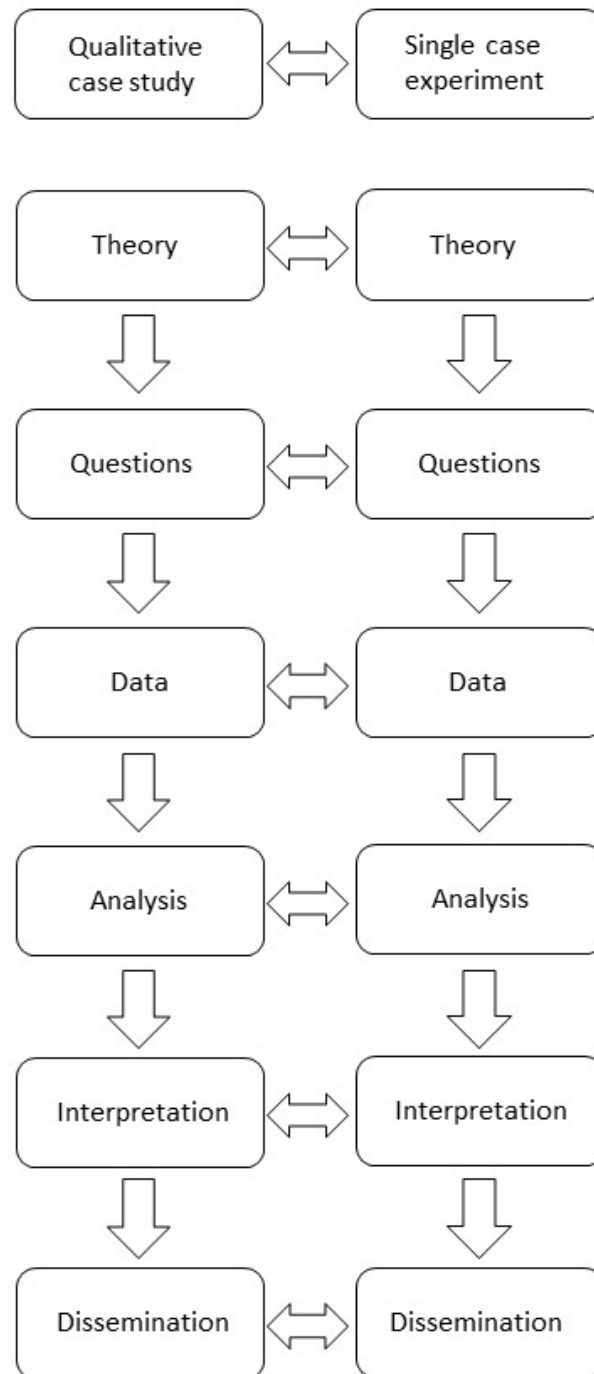 Qualitative
case study
Single case
experiment
Theory
Theory
Questions
Questions
Data
Data
Analysis
Analysis
Interpretation
Interpretation
Dissemination
Dissemination